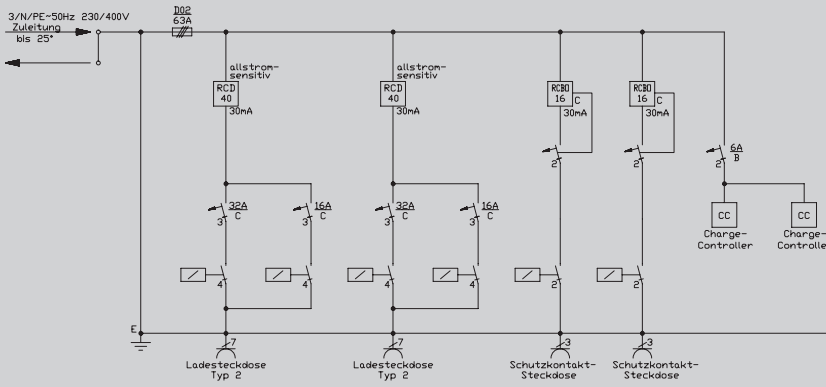 3/N/PE~50Hz 230/400V
Zuleitung
bis 25°
D02
63A
allstrom-
sensitiv
RCD
40
30mA
allstrom-
sensitiv
RCD
40
30mA
RCBO
16
C
30mA
RCBO
16
C
30mA
2
2
6A
B
2
32A
C
3
16A
C
3
32A
C
3
16A
C
3
CC
CC
Charge-
Controller
Charge-
Controlle
4
4
4
4
2
2
E
7
7
3
3
Ladesteckdose
Typ 2
Ladesteckdose
Typ 2
Schutzkontakt-
Steckdose
Schutzkontakt-
Steckdose